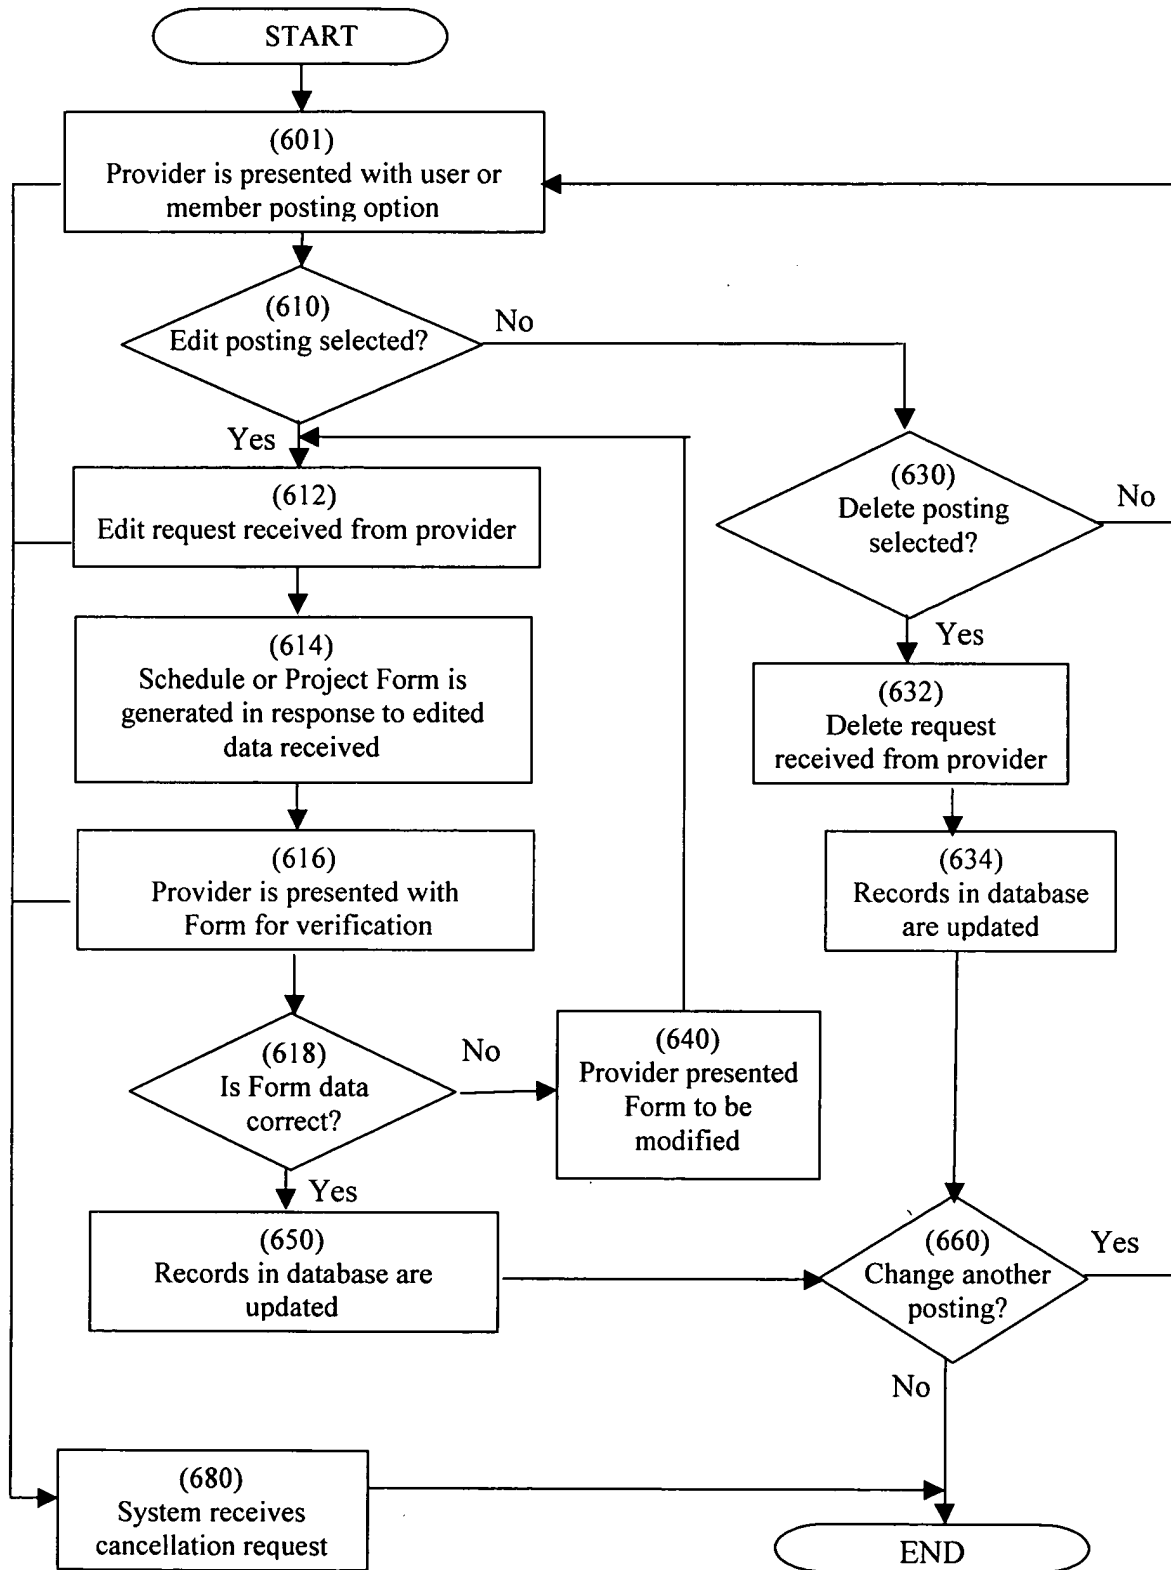 START
(601)
Provider is presented with user or
member posting option
(610)
Edit posting selected?
No
Yes
(612)
Edit request received from provider
(630)
Delete posting
selected?
No
Yes
(614)
Schedule or Project Form is
generated in response to edited
data received
(632)
Delete request
received from provider
(616)
Provider is presented with
Form for verification
(634)
Records in database
are updated
(618)
Is Form data
correct?
No
(640)
Provider presented
Form to be
modified
Yes
(650)
Records in database are
updated
(660)
Change another
posting?
Yes
No
(680)
System receives
cancellation request
END